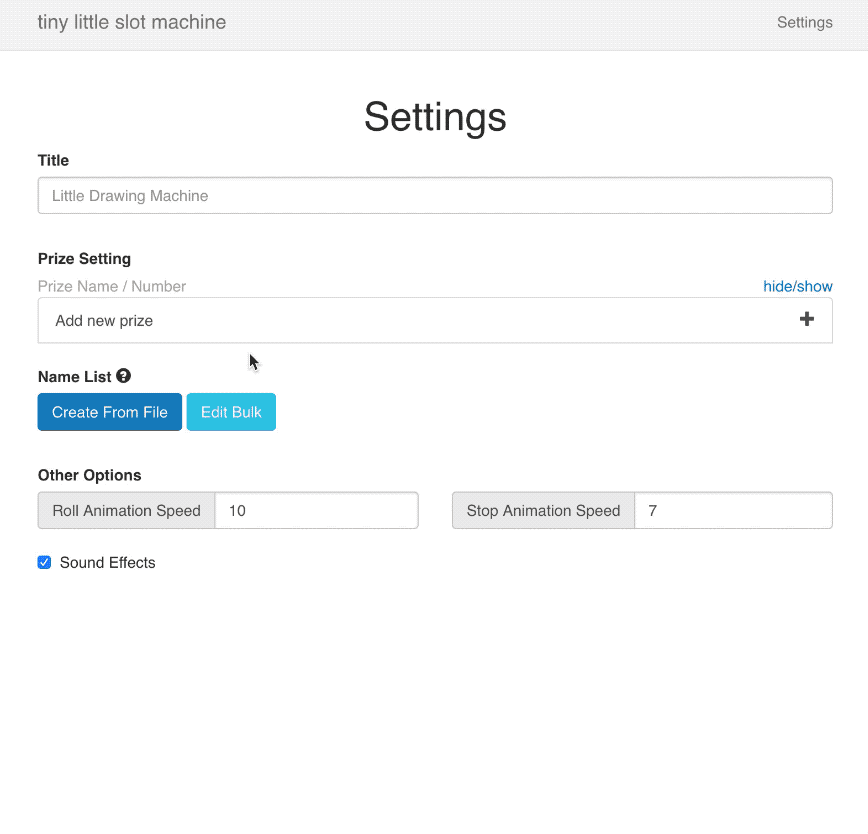 tiny little slot machine Settings
Settings
Title
Little Drawing Machine
Prize Setting
Prize Name / Number hide/show
Add new prize
Name List
Create From File Edit Bulk
Other Options
Roll Animation Speed 10 Stop Animation Speed 7
Sound Effects